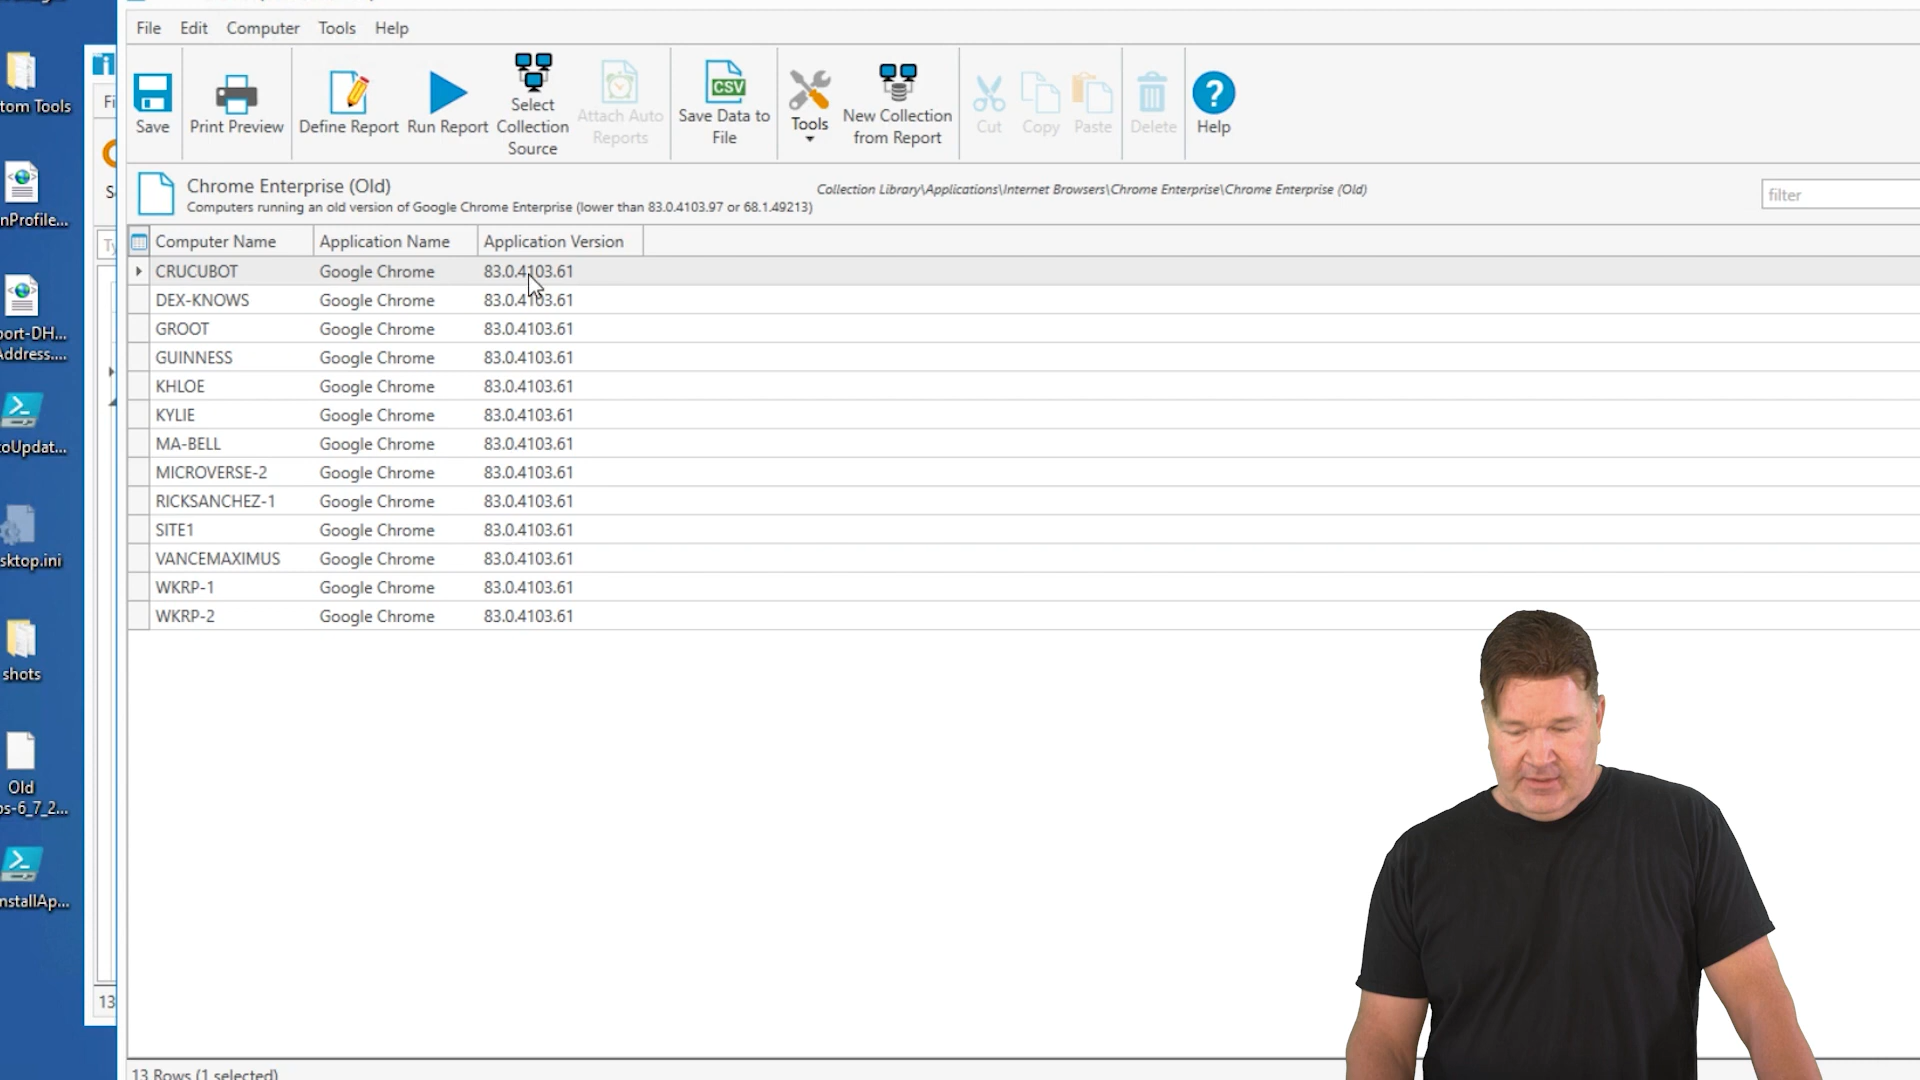 File Edit Computer Tools Help
Save
Print Preview
Define Report
Run Report
Select
Collection
Source
Attach Auto
Reports
CSV
Save Data to
File
Tools
New Collection
from Report
Cut
Copy
Paste
Delete
?
Help
Chrome Enterprise (Old)
Computers running an old version of Google Chrome Enterprise (lower than 83.0.4103.97 or 68.1.49213)
Collection Library\Applications\Internet Browsers\Chrome Enterprise\Chrome Enterprise (Old)
filter
Computer Name Application Name Application Version
CRUCUBOT Google Chrome 83.0.4103.61
DEX-KNOWS Google Chrome 83.0.4103.61
GROOT Google Chrome 83.0.4103.61
GUINNESS Google Chrome 83.0.4103.61
KHLOE Google Chrome 83.0.4103.61
KYLIE Google Chrome 83.0.4103.61
MA-BELL Google Chrome 83.0.4103.61
MICROVERSE-2 Google Chrome 83.0.4103.61
RICKSANCHEZ-1 Google Chrome 83.0.4103.61
SITE1 Google Chrome 83.0.4103.61
VANCEMAXIMUS Google Chrome 83.0.4103.61
WKRP-1 Google Chrome 83.0.4103.61
WKRP-2 Google Chrome 83.0.4103.61
13 Rows (1 selected)
tom Tools
nProfile...
port-DH...
Address....
toUpdat...
sktop.ini
shots
Old
ps-6_7_2...
nstallAp...
Fi
S
Ty
13